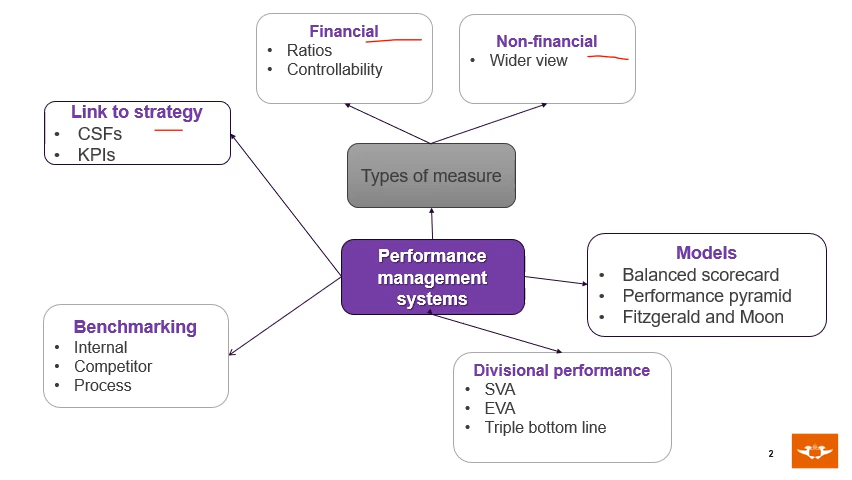 Financial
• Ratios
• Controllability
Non-financial
• Wider view
Link to strategy
• CSFs
• KPIs
Types of measure
Performance
management
systems
Models
• Balanced scorecard
• Performance pyramid
• Fitzgerald and Moon
Benchmarking
• Internal
• Competitor
• Process
Divisional performance
• SVA
• EVA
• Triple bottom line
2